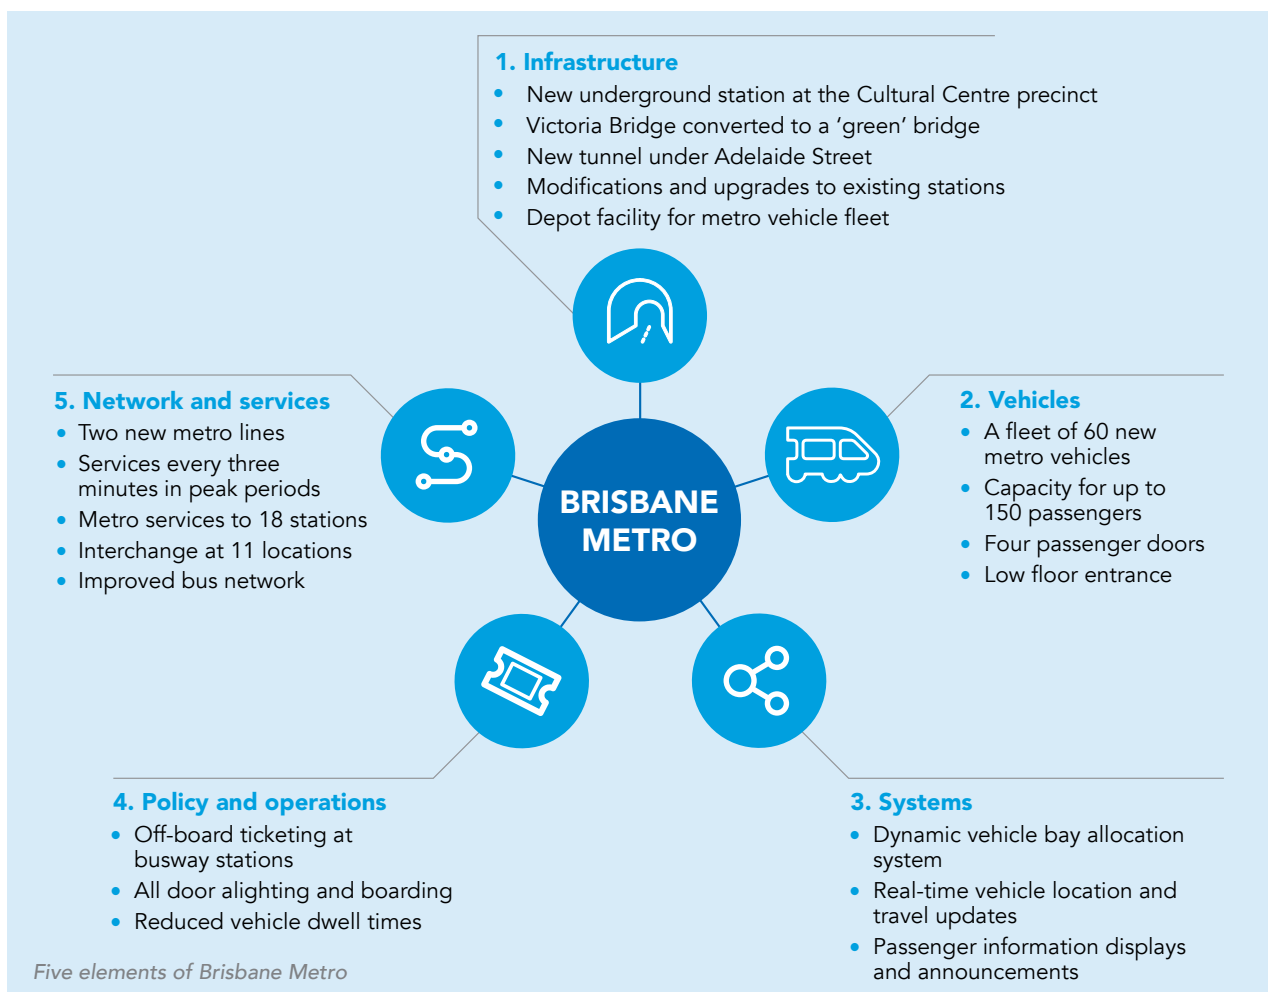 1. Infrastructure
• New underground station at the Cultural Centre precinct
• Victoria Bridge converted to a ‘green’ bridge
• New tunnel under Adelaide Street
• Modifications and upgrades to existing stations
• Depot facility for metro vehicle fleet
BRISBANE
METRO
2. Vehicles
• A fleet of 60 new
metro vehicles
• Capacity for up to
150 passengers
• Four passenger doors
• Low floor entrance
3. Systems
• Dynamic vehicle bay allocation
system
• Real-time vehicle location and
travel updates
• Passenger information displays
and announcements
4. Policy and operations
• Off-board ticketing at
busway stations
• All door alighting and boarding
• Reduced vehicle dwell times
5. Network and services
• Two new metro lines
• Services every three
minutes in peak periods
• Metro services to 18 stations
• Interchange at 11 locations
• Improved bus network
Five elements of Brisbane Metro